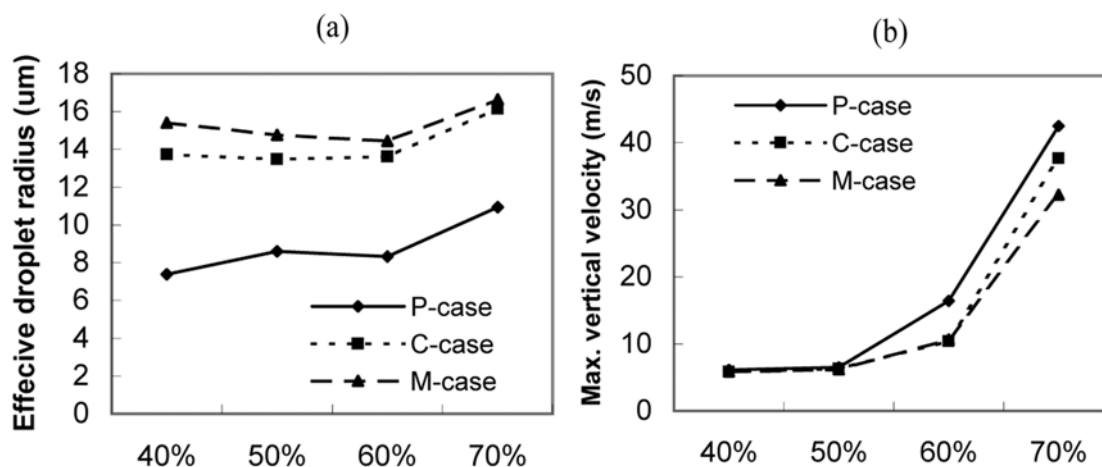 (a)
Effecive droplet radius (um)
18
16
14
12
10
8
6
4
2
0
P-case
C-case
M-case
40% 50% 60% 70%
(b)
Max. vertical velocity (m/s)
50
40
30
20
10
0
P-case
C-case
M-case
40% 50% 60% 70%